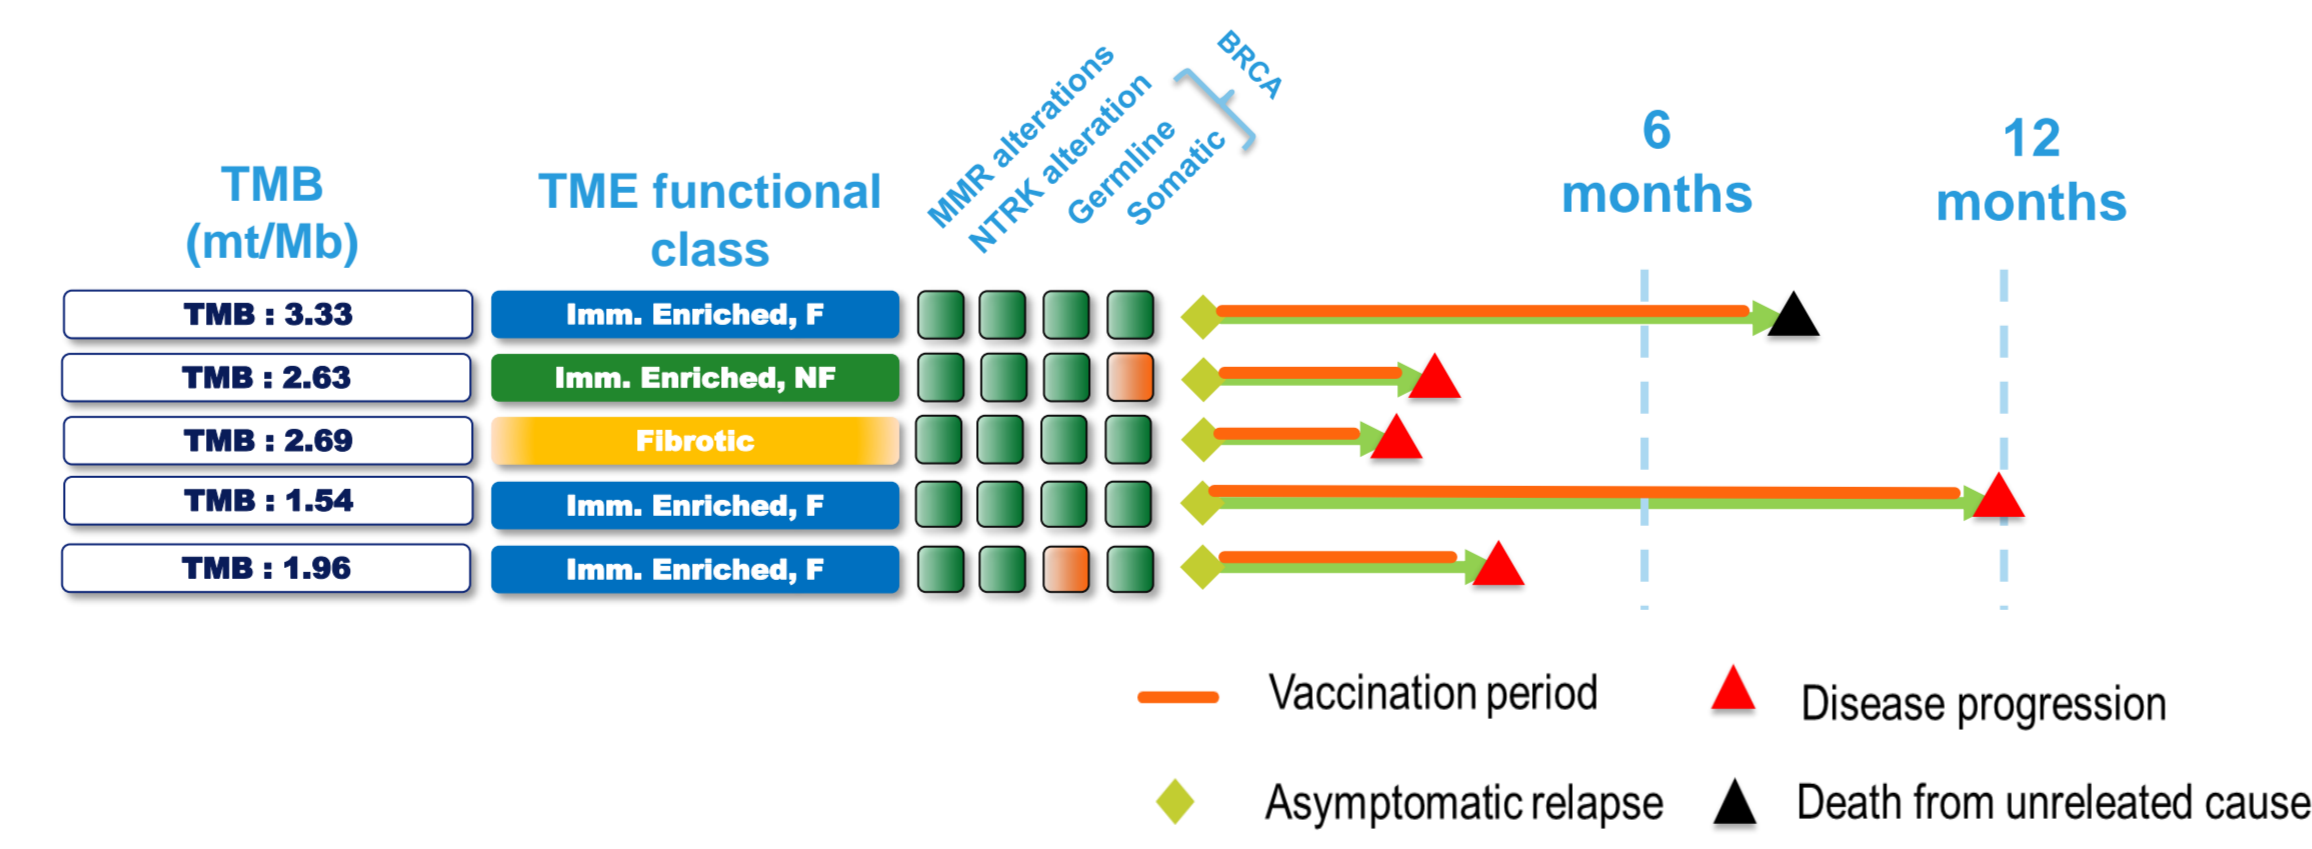 TMB
(mt/Mb)
TME functional
class
MMR alterations
NTRK alteration
Germline
Somatic
BRCA
6
months
12
months
TMB : 3.33
Imm. Enriched, F
TMB : 2.63
Imm. Enriched, NF
TMB : 2.69
Fibrotic
TMB : 1.54
Imm. Enriched, F
TMB : 1.96
Imm. Enriched, F
Vaccination period
Disease progression
Asymptomatic relapse
Death from unreleated cause